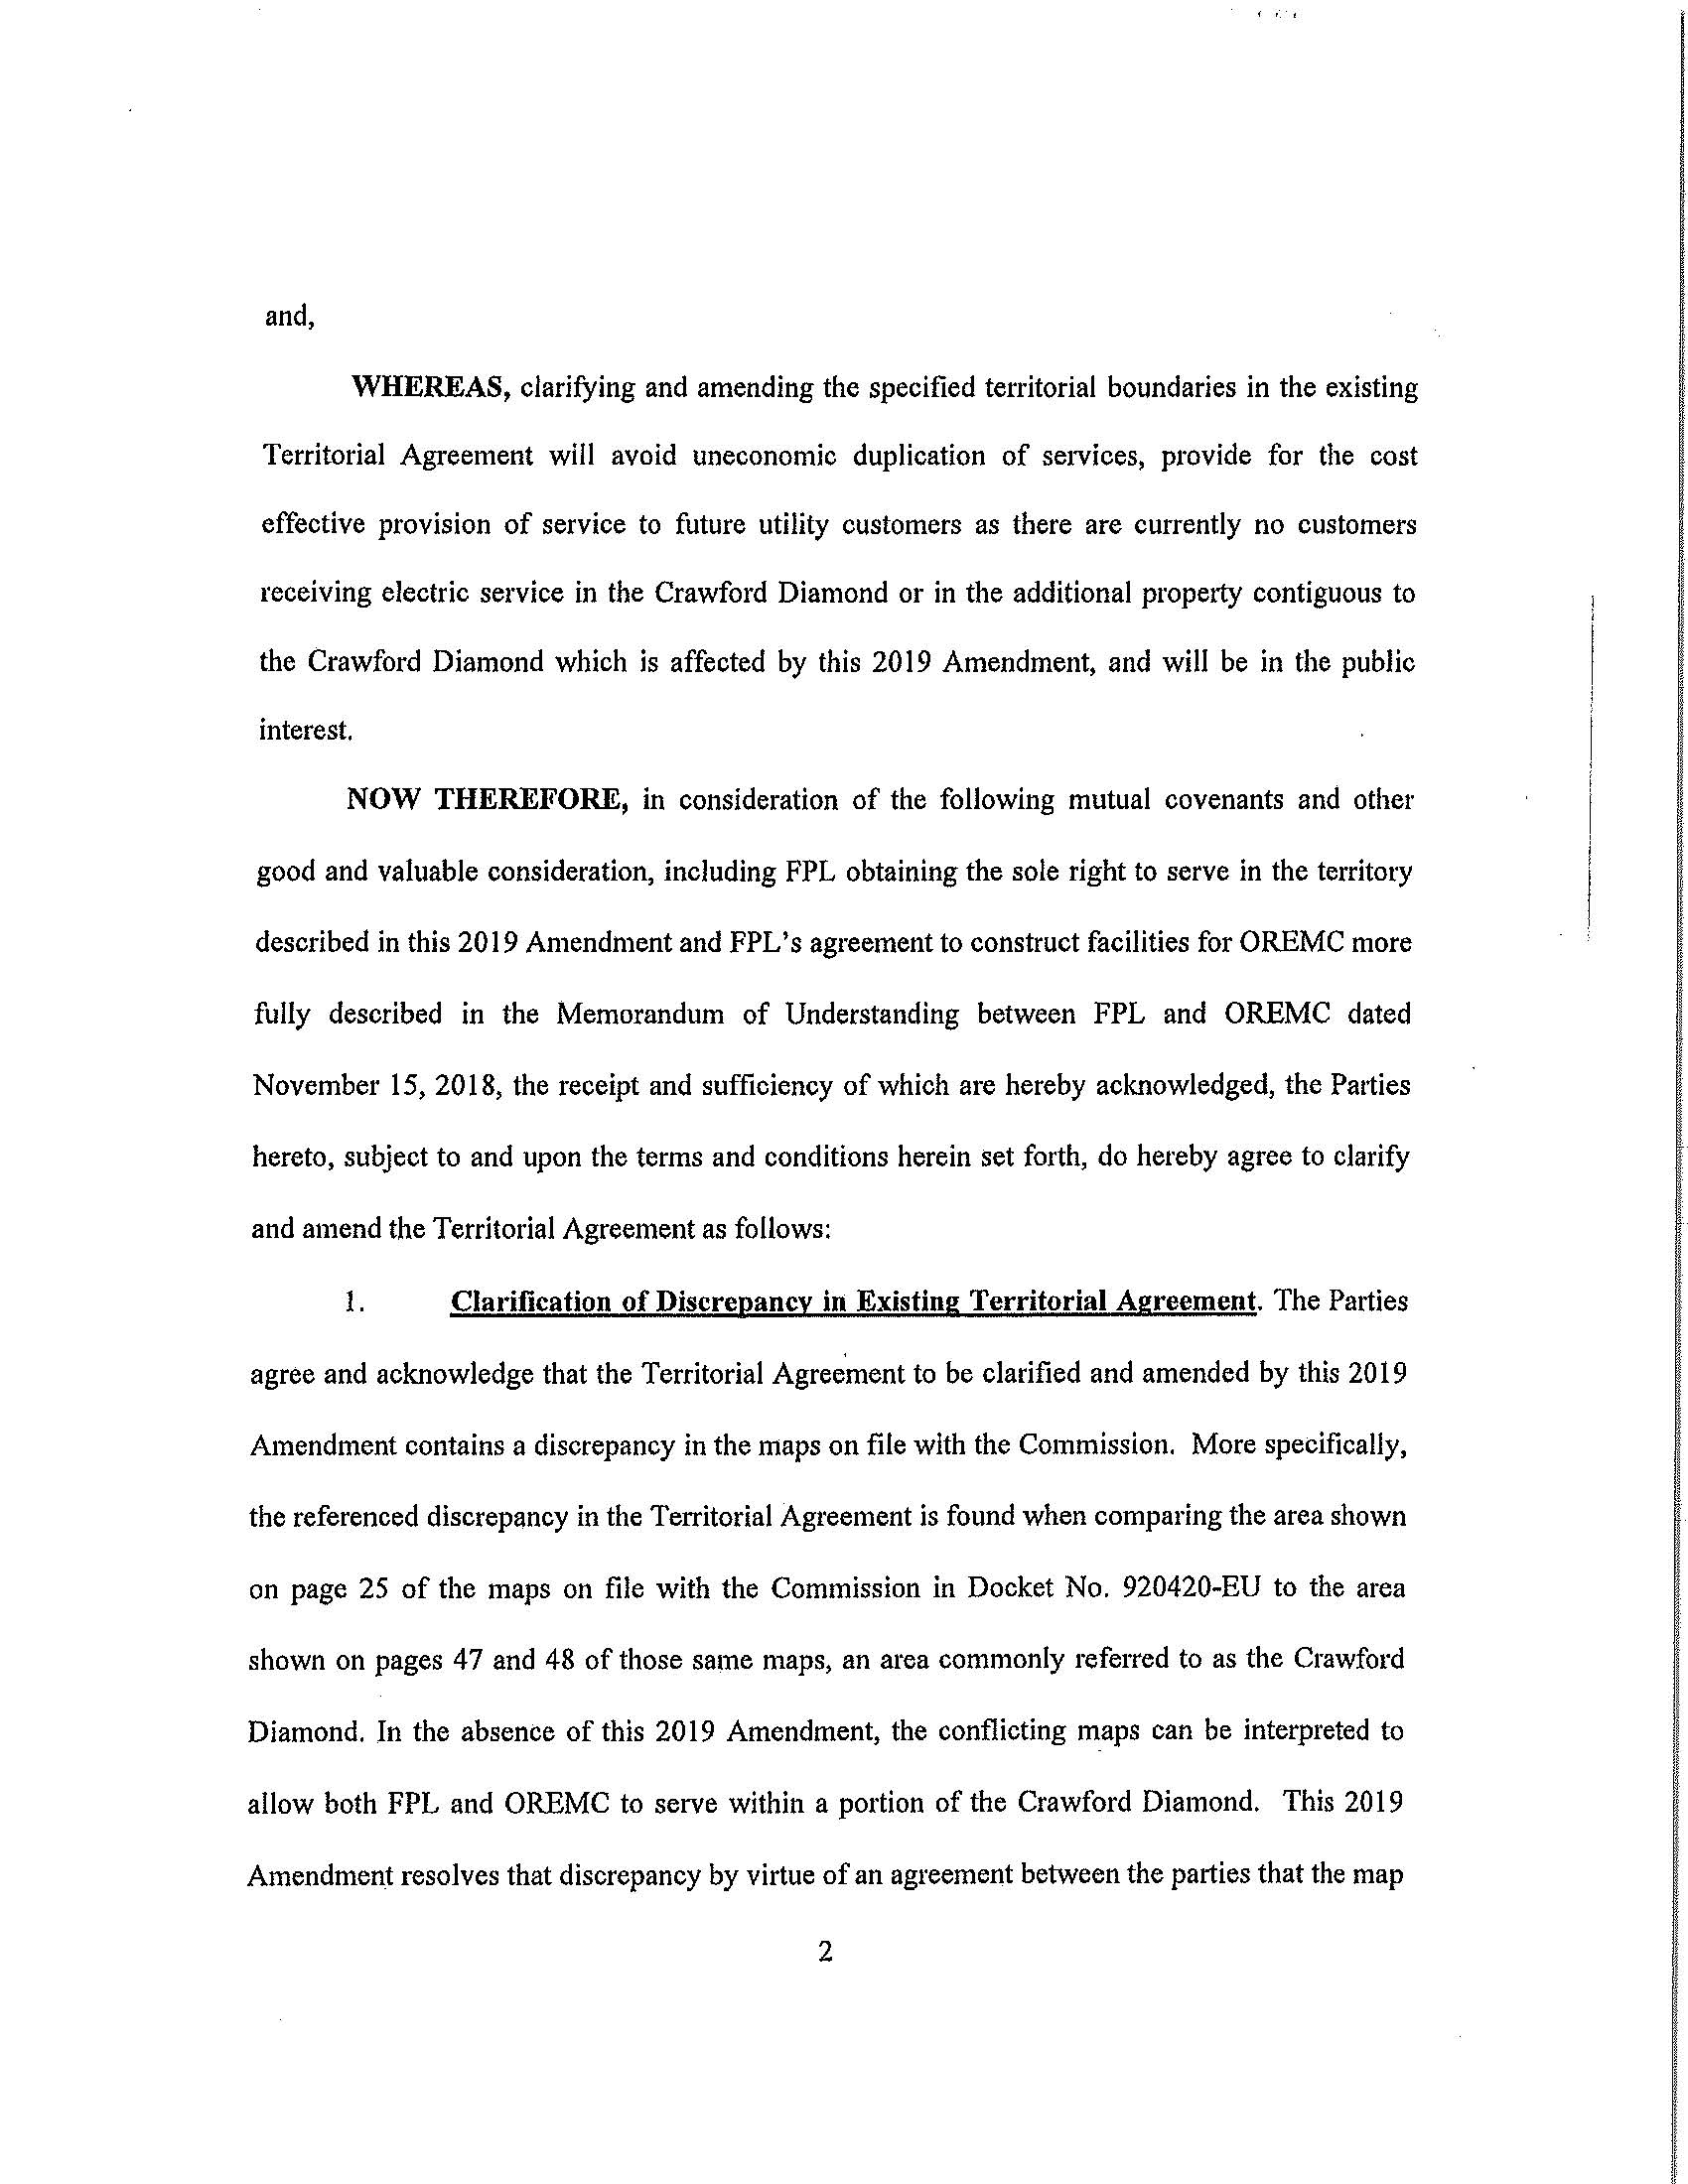 and,
WHEREAS, clarifying and amending the specified territorial boundaries in the existing
Territorial Agreement will avoid uneconomic duplication of services, provide for the cost
effective provision of service to future utility customers as there are currently no customers
receiving electric service in the Crawford Diamond or in the additional property contiguous to
the Crawford Diamond which is affected by this 2019 Amendment, and will be in the public
interest.
NOW THEREFORE, in consideration of the following mutual covenants and other
good and valuable consideration, including FPL obtaining the sole right to serve in the territory
described in this 2019 Amendment and FPL's agreement to construct facilities for OREMC more
fully described in the Memorandum of Understanding between FPL and OREMC dated
November 15, 2018, the receipt and sufficiency of which are hereby acknowledged, the Parties
hereto, subject to and upon the terms and conditions herein set forth, do hereby agree to clarify
and amend the Territorial Agreement as follows:
1. Clarification of Discrepancy in Existing Territorial Agreement. The Parties
agree and acknowledge that the Territorial Agreement to be clarified and amended by this 2019
Amendment contains a discrepancy in the maps on file with the Commission. More specifically,
the referenced discrepancy in the Territorial Agreement is found when comparing the area shown
on page 25 of the maps on file with the Commission in Docket No. 920420-EU to the area
shown on pages 47 and 48 of those same maps, an area commonly referred to as the Crawford
Diamond. In the absence of this 2019 Amendment, the conflicting maps can be interpreted to
allow both FPL and OREMC to serve within a portion of the Crawford Diamond. This 2019
Amendment resolves that discrepancy by virtue of an agreement between the parties that the map
2